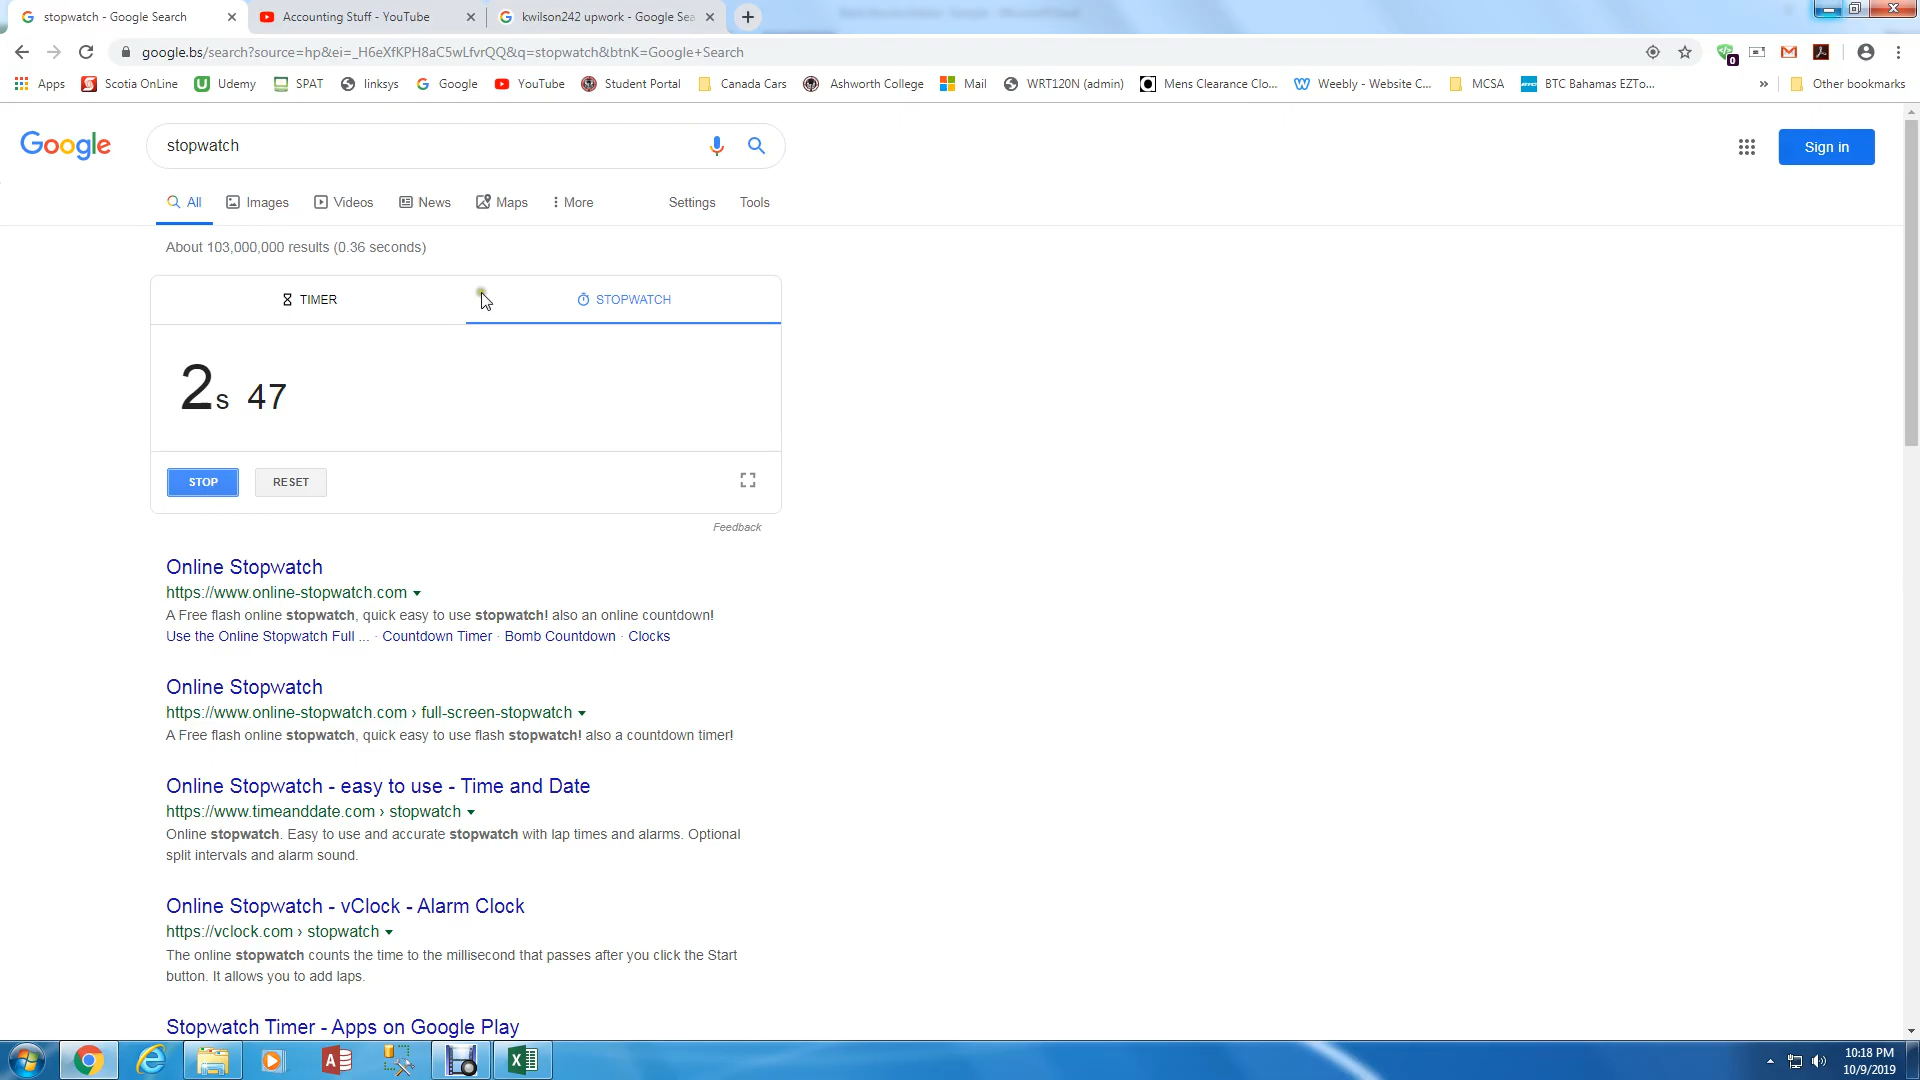 stopwatch - Google Search
Accounting Stuff - YouTube
kwilson242 upwork - Google Sea
google.bs/search?source=hp&ei=_H6eXfKPH8aC5wLfvrQQ&q=stopwatch&btnK=Google+Search
0
Apps
Scotia OnLine
Udemy
SPAT
linksys
Google
YouTube
Student Portal
Canada Cars
Ashworth College
Mail
WRT120N (admin)
Mens Clearance Clo...
Weebly - Website C...
MCSA
BTC Bahamas EZTo...
»
Other bookmarks
Google
stopwatch
Sign in
All
Images
Videos
News
Maps
More
Settings
Tools
About 103,000,000 results (0.36 seconds)
TIMER
STOPWATCH
2s 47
STOP
RESET
Feedback
Online Stopwatch
https://www.online-stopwatch.com
A Free flash online stopwatch, quick easy to use stopwatch! also an online countdown!
Use the Online Stopwatch Full ... · Countdown Timer · Bomb Countdown · Clocks
Online Stopwatch
https://www.online-stopwatch.com › full-screen-stopwatch
A Free flash online stopwatch, quick easy to use flash stopwatch! also a countdown timer!
Online Stopwatch - easy to use - Time and Date
https://www.timeanddate.com › stopwatch
Online stopwatch. Easy to use and accurate stopwatch with lap times and alarms. Optional
split intervals and alarm sound.
Online Stopwatch - vClock - Alarm Clock
https://vclock.com › stopwatch
The online stopwatch counts the time to the millisecond that passes after you click the Start
button. It allows you to add laps.
Stopwatch Timer - Apps on Google Play
10:18 PM
10/9/2019